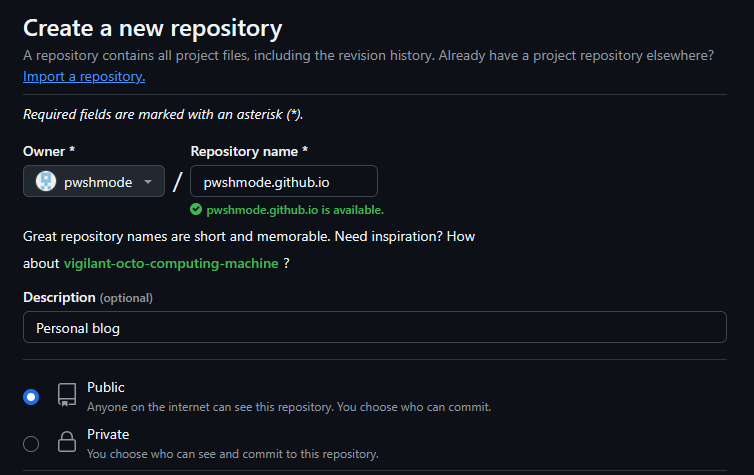 Create a new repository
A repository contains all project files, including the revision history. Already have a project repository elsewhere?
Import a repository.
Required fields are marked with an asterisk (*).
Owner * Repository name *
pwshmode / pwshmode.github.io
pwshmode.github.io is available.
Great repository names are short and memorable. Need inspiration? How
about vigilant-octo-computing-machine ?
Description (optional)
Personal blog
Public
Anyone on the internet can see this repository. You choose who can commit.
Private
You choose who can see and commit to this repository.